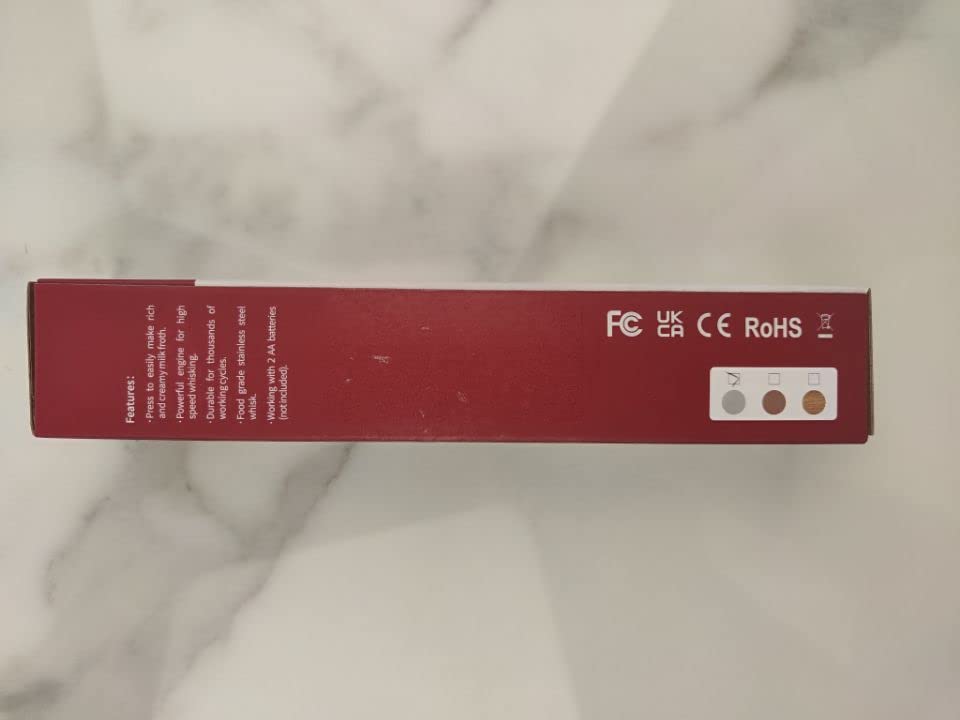 Features:
·Press to easily make rich
and creamy milk froth.
·Powerful engine for high
speed whisking.
·Durable for thousands of
working cycles.
·Food grade stainless steel
whisk.
·Working with 2 AA batteries
(not included).
FC UK CA CE RoHS